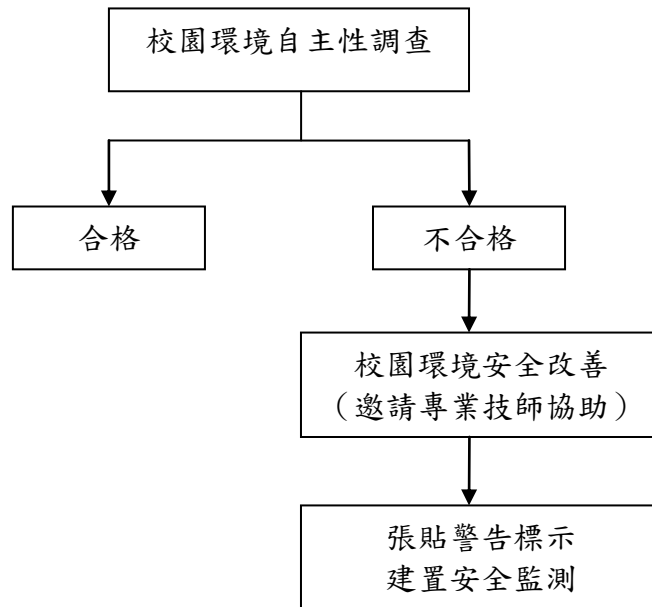 校園環境自主性調查
合格
不合格
校園環境安全改善
（邀請專業技師協助）
張貼警告標示
建置安全監測